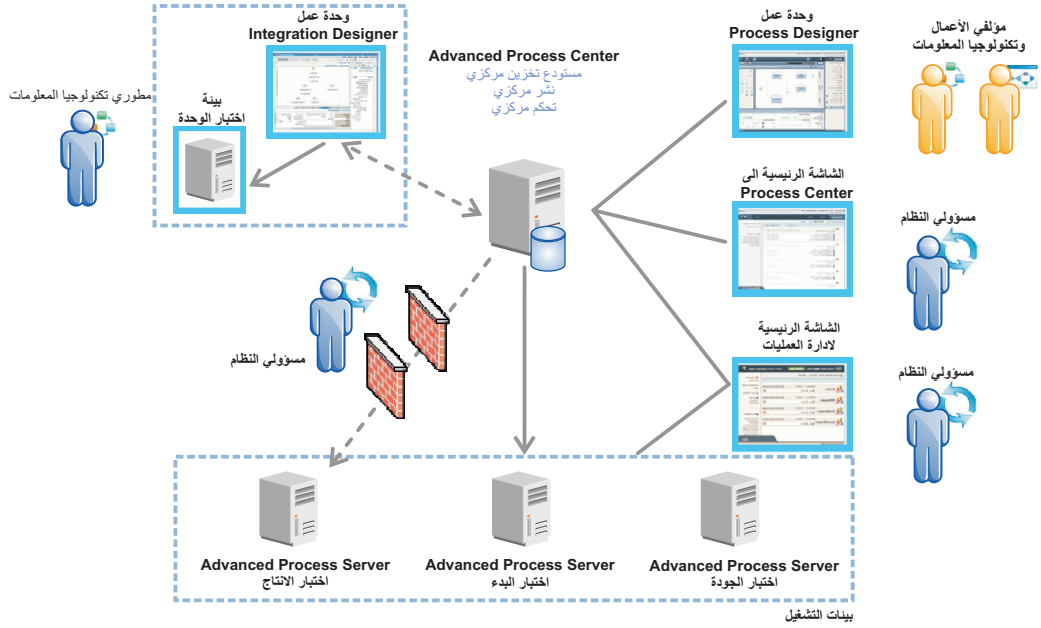 وحدة عمل
Integration Designer
بيئة
اختبار الوحدة
مطوري تكنولوجيا المعلومات
Advanced Process Center
مستودع تخزين مركزي
نشر مركزي
تحكم مركزي
وحدة عمل
Process Designer
مؤلفي الأعمال
وتكنولوجيا المعلومات
الشاشة الرئيسية الى
Process Center
مسؤولي النظام
الشاشة الرئيسية
لادارة العمليات
مسؤولي النظام
مسؤولي النظام
Advanced Process Server
اختبار الانتاج
Advanced Process Server
اختبار البدء
Advanced Process Server
اختبار الجودة
بيئات التشغيل